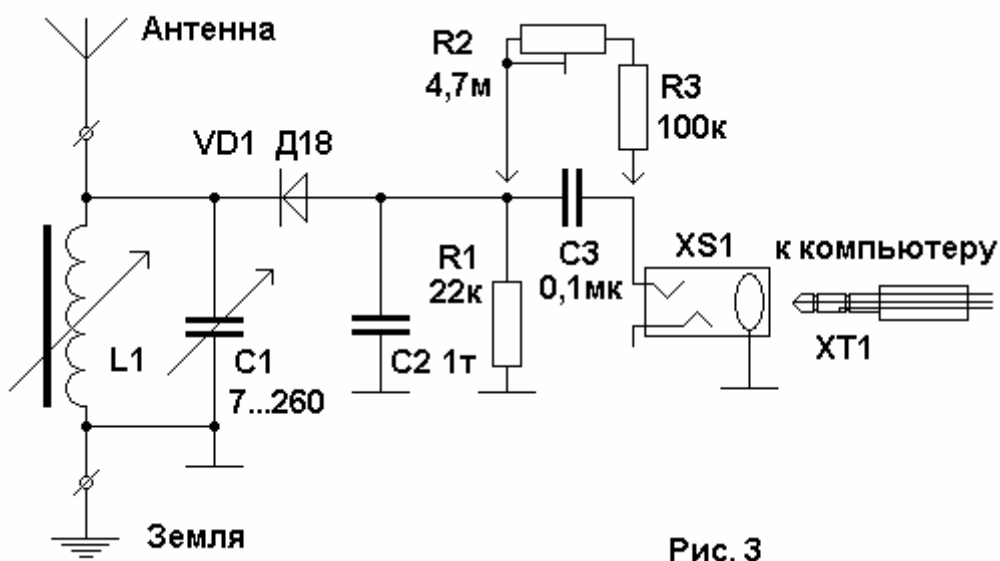 Антенна
R2
4,7м
R3
100к
VD1 Д18
R1
22к
C3
0,1мк
XS1
к компьютеру
XT1
L1
C1
7...260
C2 1т
Земля
Рис. 3